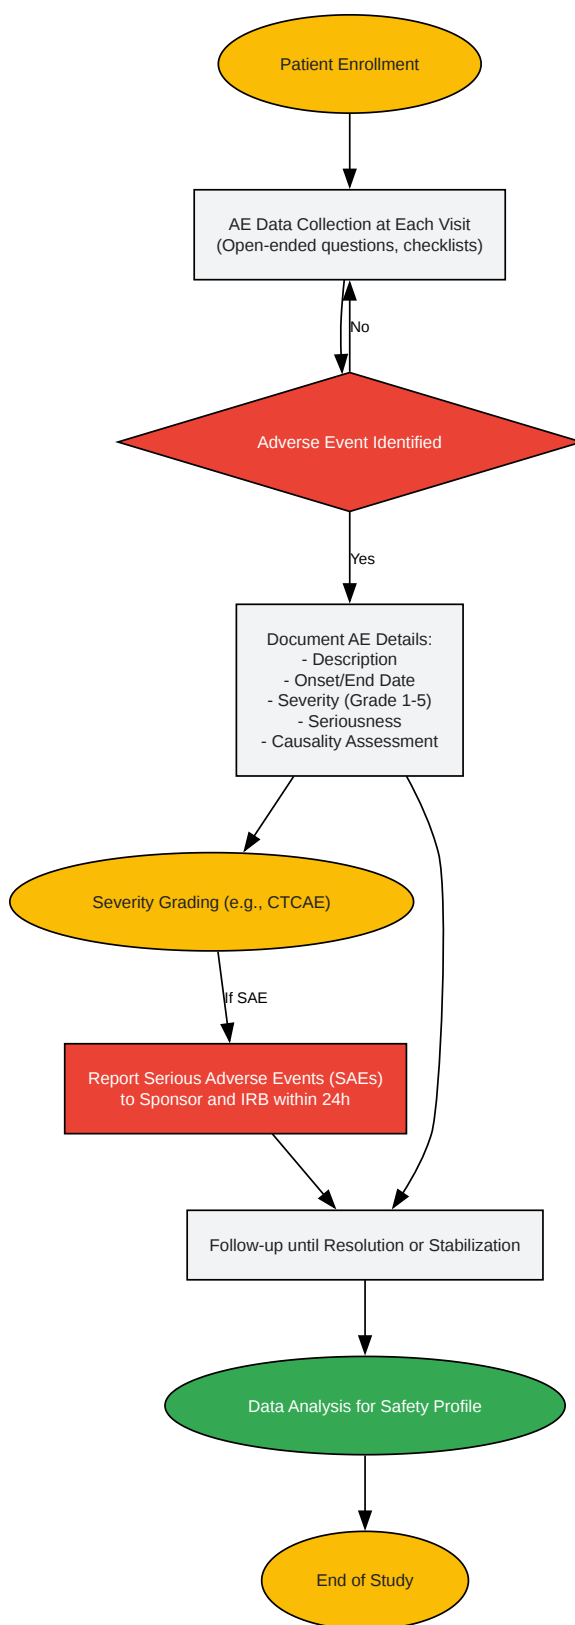 Patient Enrollment
AE Data Collection at Each Visit
(Open-ended questions, checklists)
No
Adverse Event Identified
Yes
Document AE Details:
- Description
- Onset/End Date
- Severity (Grade 1-5)
- Seriousness
- Causality Assessment
Severity Grading (e.g., CTCAE)
If SAE
Report Serious Adverse Events (SAEs)
to Sponsor and IRB within 24h
Follow-up until Resolution or Stabilization
Data Analysis for Safety Profile
End of Study